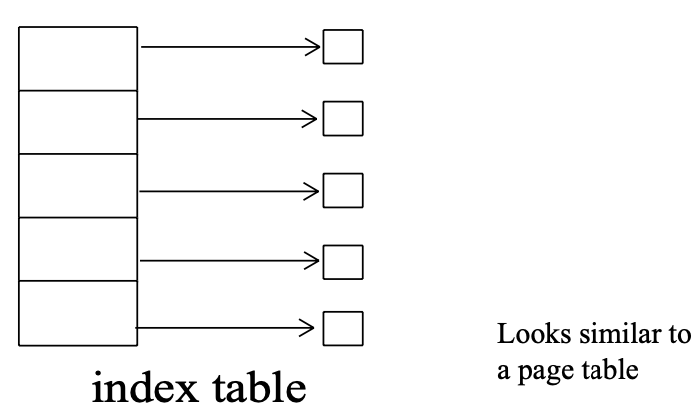 Looks similar to
a page table
index table